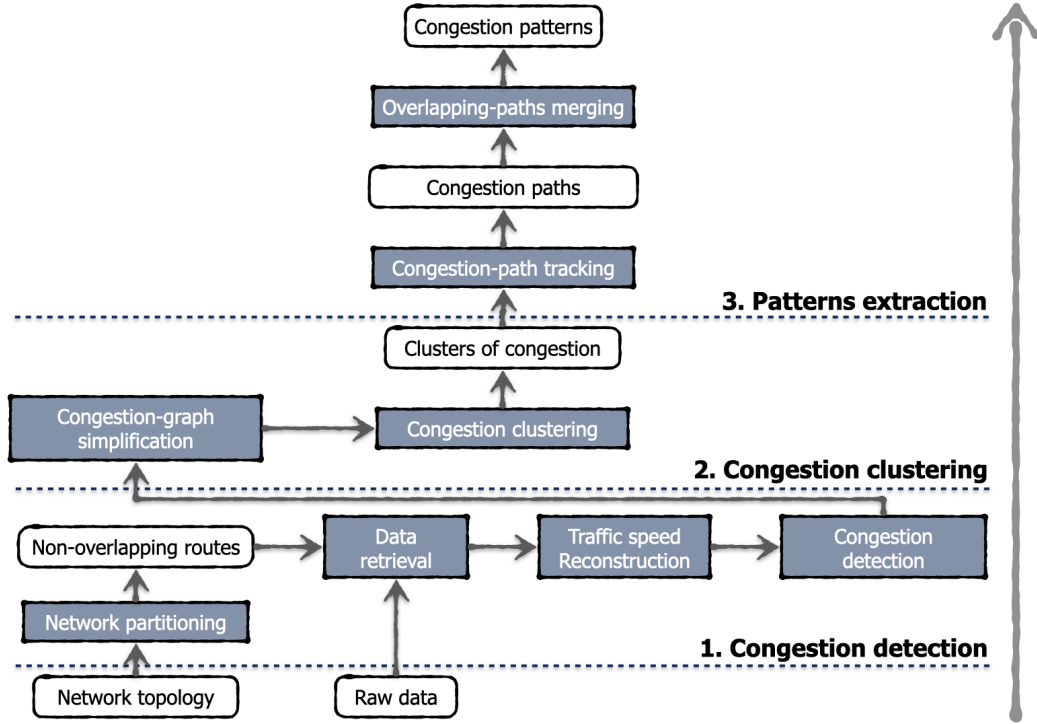 Congestion patterns
Overlapping-paths merging
Congestion paths
Congestion-path tracking
3. Patterns extraction
Clusters of congestion
Congestion-graph
simplification
Congestion clustering
2. Congestion clustering
Non-overlapping routes
Data
retrieval
Traffic speed
Reconstruction
Congestion
detection
Network partitioning
1. Congestion detection
Network topology
Raw data